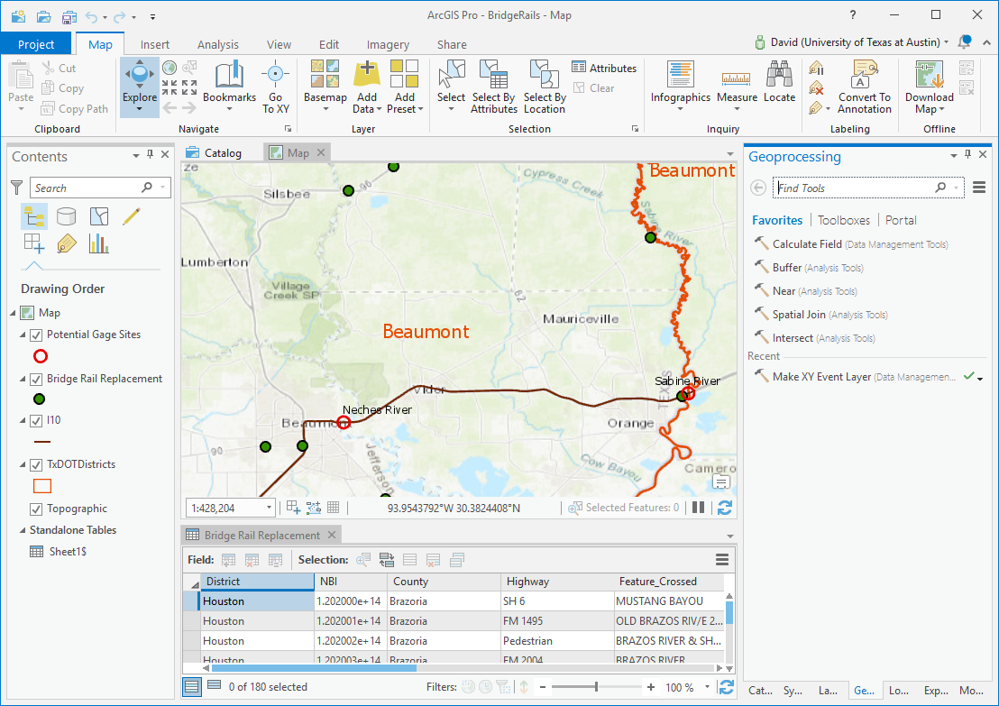 ArcGIS Pro - BridgeRails - Map
?
Project Map Insert Analysis View Edit Imagery Share David (University of Texas at Austin)
Paste
Cut
Copy
Copy Path
Clipboard
Explore
Bookmarks
Go
To XY
Navigate
Basemap
Add
Data
Add
Preset
Layer
Select
Select By
Attributes
Select By
Location
Attributes
Clear
Selection
Infographics
Measure
Locate
Inquiry
Convert To
Annotation
Labeling
Download
Map
Offline
Contents
Search
Drawing Order
Map
Potential Gage Sites
Bridge Rail Replacement
I10
TxDOTDistricts
Topographic
Standalone Tables
Sheet1$
Catalog
Map
ze
96
Silsbee
Cypress Creek
Beaumont
Sabine River
Lumberton
Village
Creek SP
62
Mauriceville
Beaumont
Vidor
Neches River
Beaumon
Sabine River
TEXAS
Orange
90
Jefferson
Cow Bayou
Camero
1:428,204
93.9543792°W 30.3824408°N
Selected Features: 0
Bridge Rail Replacement
Field:
Selection:
District NBI County Highway Feature_Crossed
Houston 1.202000e+14 Brazoria SH 6 MUSTANG BAYOU
Houston 1.202001e+14 Brazoria FM 1495 OLD BRAZOS RIV/E 2...
Houston 1.202002e+14 Brazoria Pedestrian BRAZOS RIVER & SH...
Houston 1.202003e+14 Brazoria FM 2004 BRAZOS RIVER
0 of 180 selected
Filters:
100 %
Geoprocessing
Find Tools
Favorites Toolboxes Portal
Calculate Field (Data Management Tools)
Buffer (Analysis Tools)
Near (Analysis Tools)
Spatial Join (Analysis Tools)
Intersect (Analysis Tools)
Recent
Make XY Event Layer (Data Managemen...
Cat... Sy... La... Ge... Lo... Exp... Mo...